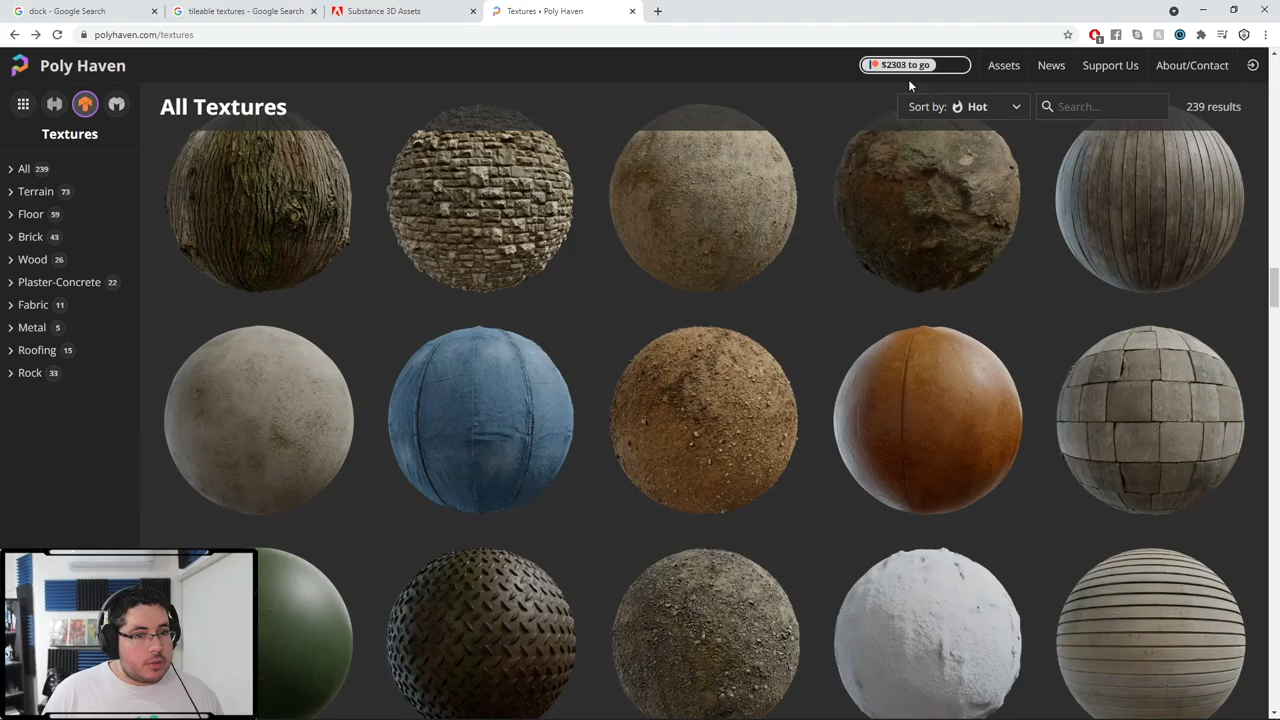 dock - Google Search
tileable textures - Google Search
Substance 3D Assets
Textures • Poly Haven
polyhaven.com/textures
1
Poly Haven
$2303 to go
Assets
News
Support Us
About/Contact
Textures
All Textures
Sort by: Hot
Search...
239 results
All 239
Terrain 73
Floor 59
Brick 43
Wood 26
Plaster-Concrete 22
Fabric 11
Metal 5
Roofing 15
Rock 33